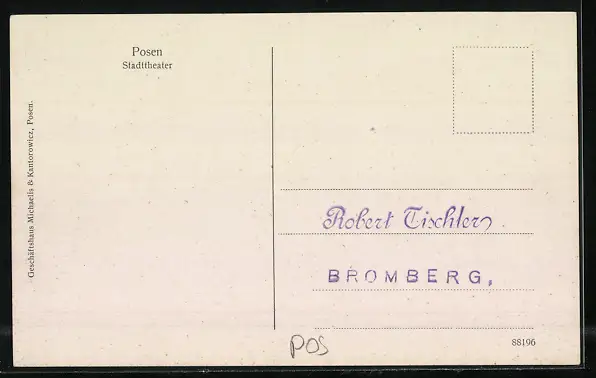 Posen
Stadttheater
Geschäftshaus Michaelis & Kantorowicz, Posen.
Robert Tischler
BROMBERG,
POS
88196